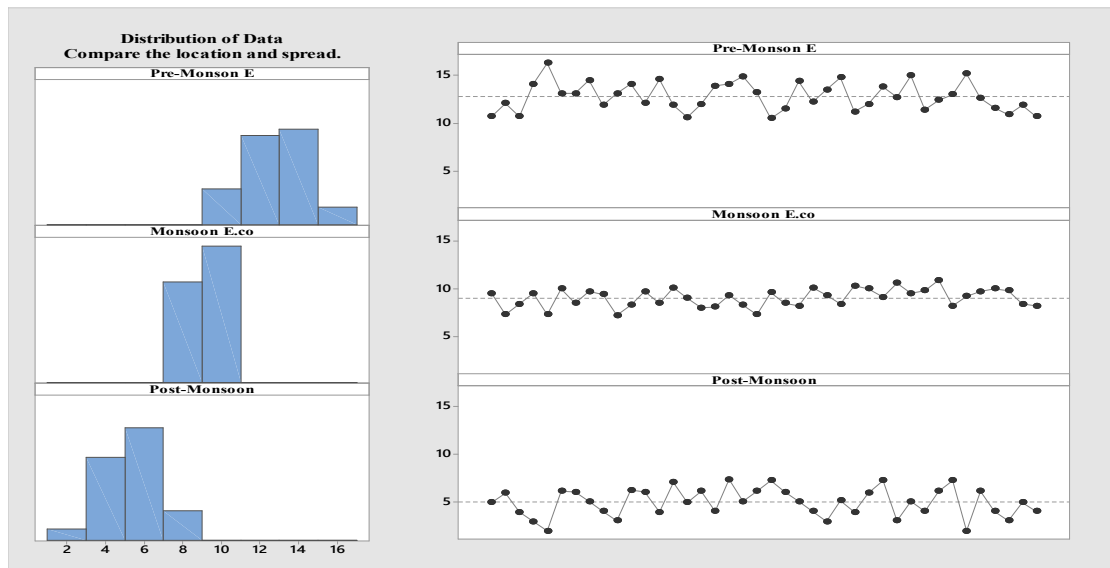 Distribution of Data
Compare the location and spread.
Pre-Monson E
Monsoon E.co
Post-Monsoon
2 4 6 8 10 12 14 16
Pre-Monson E
15
10
5
Monsoon E.co
15
10
5
Post-Monsoon
15
10
5